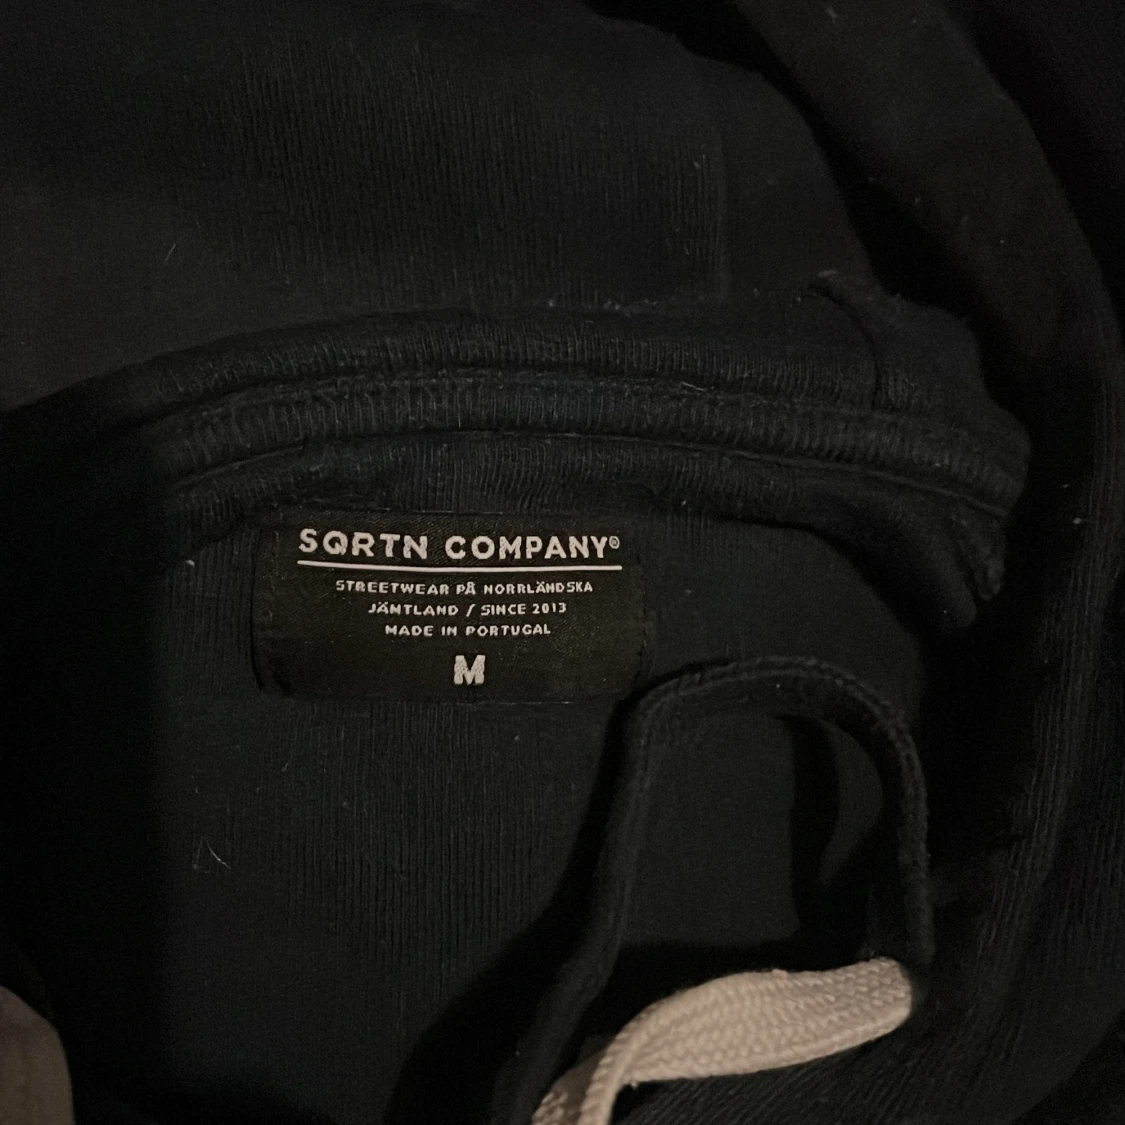 SQRTN COMPANY®
STREETWEAR PÅ NORRLÄNDSKA
JÄMTLAND / SINCE 2013
MADE IN PORTUGAL
M